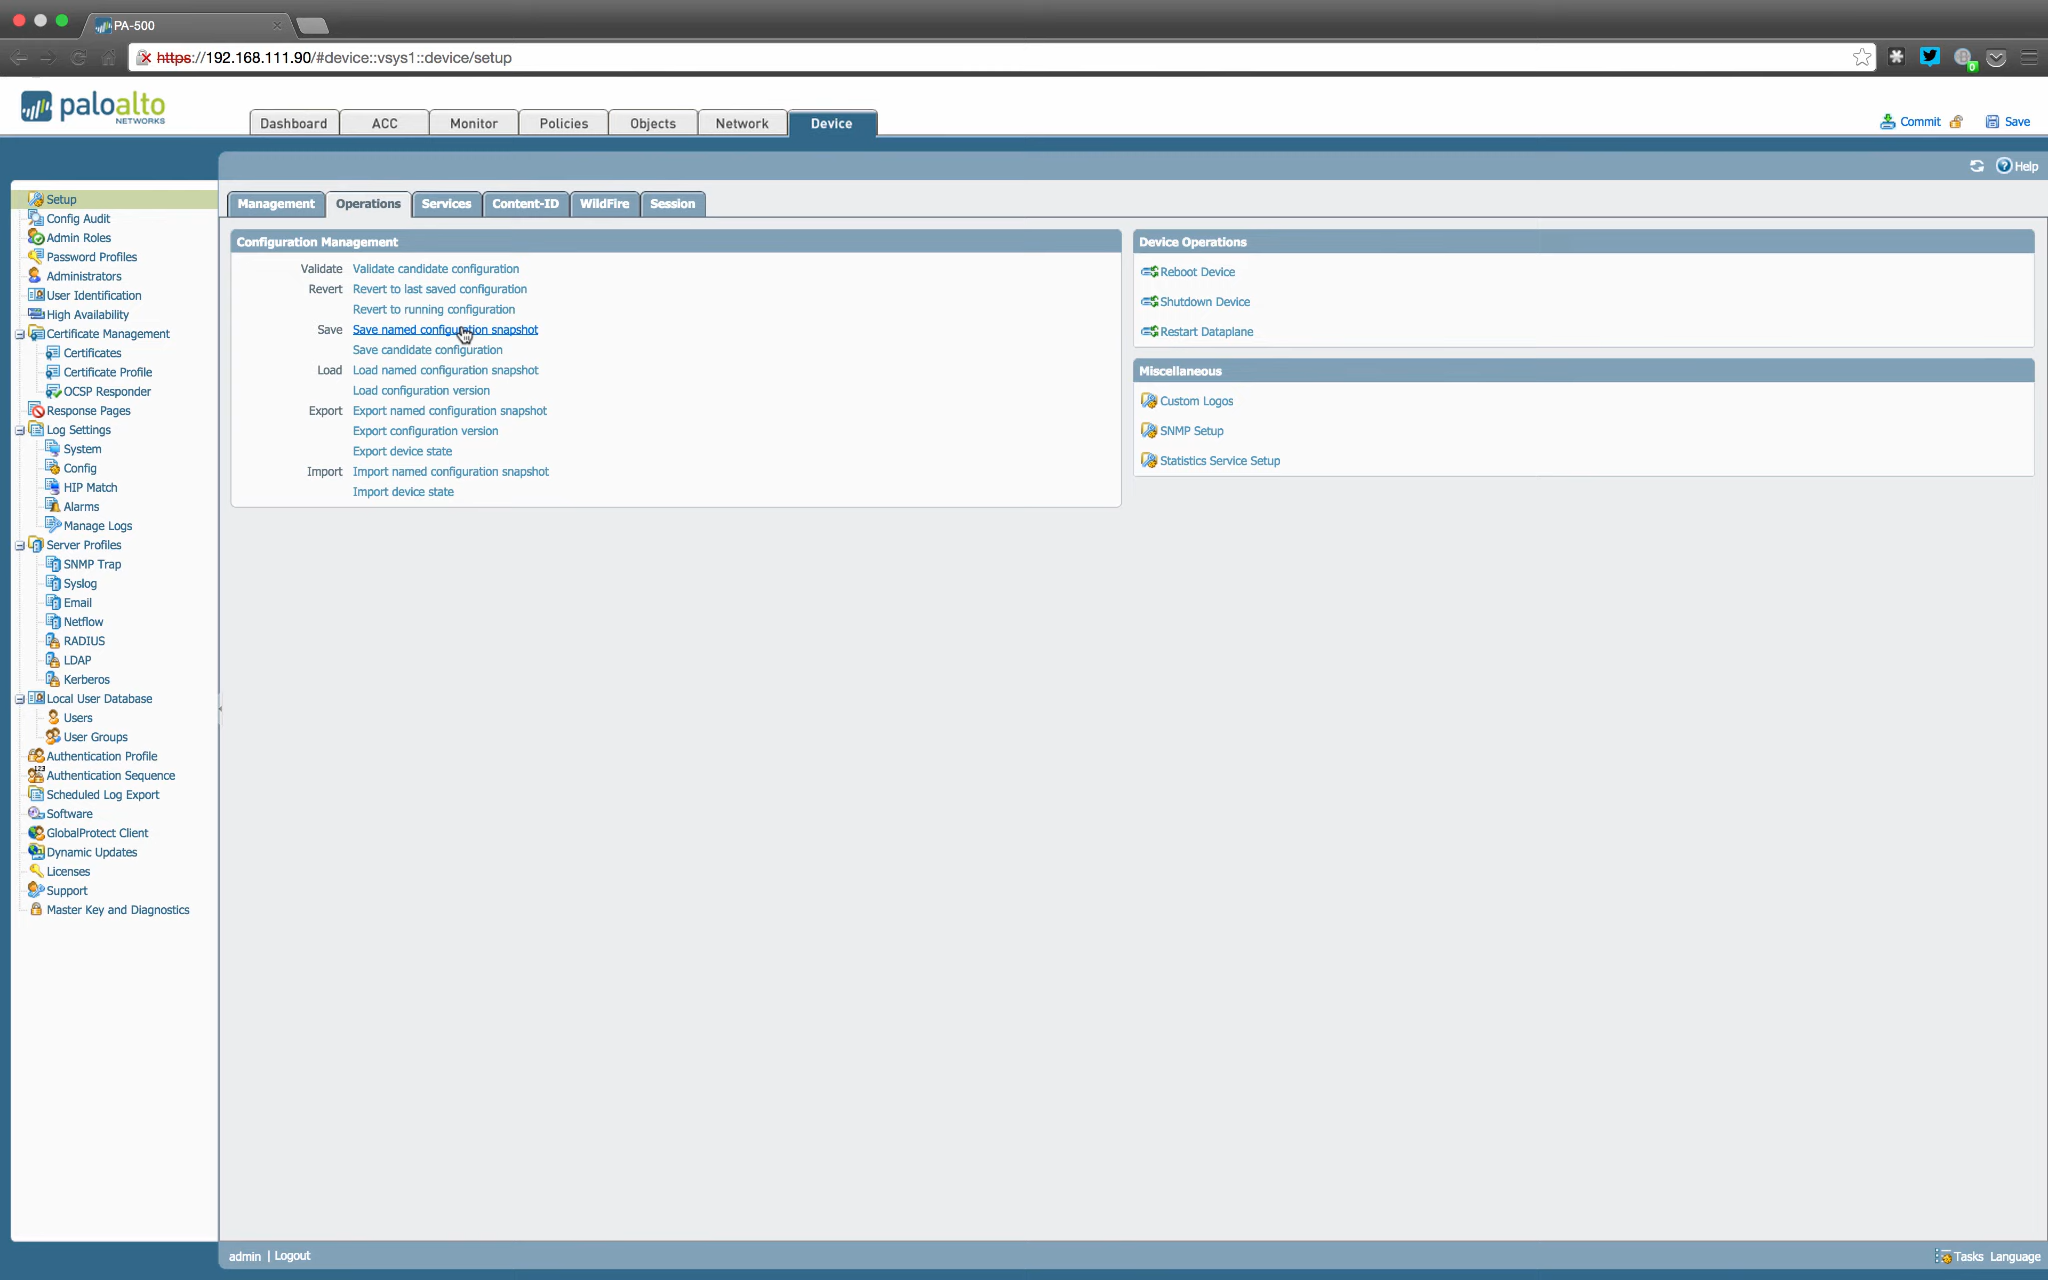 PA-500
https://192.168.111.90/#device::vsys1::device/setup
0
paloalto
NETWORKS
Dashboard ACC Monitor Policies Objects Network Device
Commit Save
Help
Setup
Config Audit
Admin Roles
Password Profiles
Administrators
User Identification
High Availability
Certificate Management
Certificates
Certificate Profile
OCSP Responder
Response Pages
Log Settings
System
Config
HIP Match
Alarms
Manage Logs
Server Profiles
SNMP Trap
Syslog
Email
Netflow
RADIUS
LDAP
Kerberos
Local User Database
Users
User Groups
Authentication Profile
Authentication Sequence
Scheduled Log Export
Software
GlobalProtect Client
Dynamic Updates
Licenses
Support
Master Key and Diagnostics
Management Operations Services Content-ID WildFire Session
Configuration Management
Validate Validate candidate configuration
Revert Revert to last saved configuration
Revert to running configuration
Save Save named configuration snapshot
Save candidate configuration
Load Load named configuration snapshot
Load configuration version
Export Export named configuration snapshot
Export configuration version
Export device state
Import Import named configuration snapshot
Import device state
Device Operations
Reboot Device
Shutdown Device
Restart Dataplane
Miscellaneous
Custom Logos
SNMP Setup
Statistics Service Setup
admin | Logout
Tasks Language